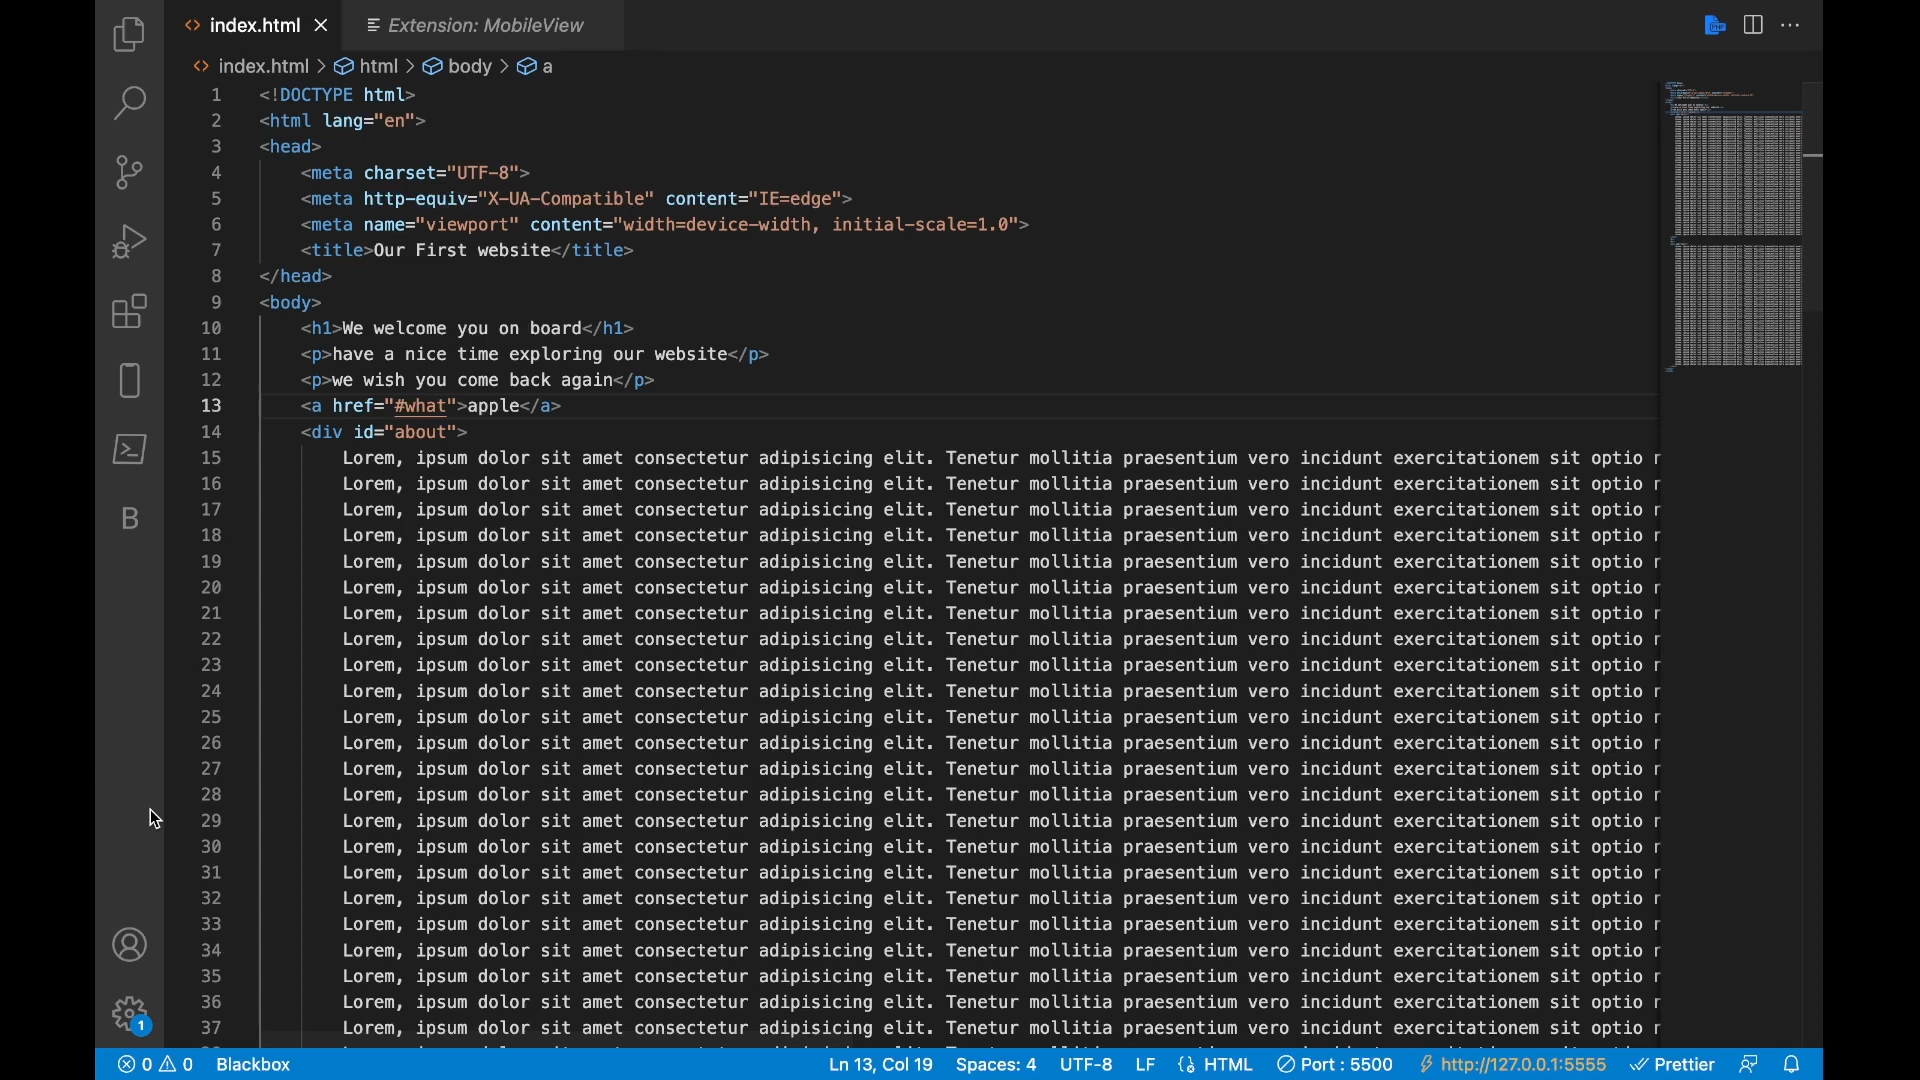 index.html
Extension: MobileView
index.html > html > body > a
1 <!DOCTYPE html>
2 <html lang="en">
3 <head>
4 <meta charset="UTF-8">
5 <meta http-equiv="X-UA-Compatible" content="IE=edge">
6 <meta name="viewport" content="width=device-width, initial-scale=1.0">
7 <title>Our First website</title>
8 </head>
9 <body>
10 <h1>We welcome you on board</h1>
11 <p>have a nice time exploring our website</p>
12 <p>we wish you come back again</p>
13 <a href="#what">apple</a>
14 <div id="about">
15 Lorem, ipsum dolor sit amet consectetur adipisicing elit. Tenetur mollitia praesentium vero incidunt exercitationem sit optio
16 Lorem, ipsum dolor sit amet consectetur adipisicing elit. Tenetur mollitia praesentium vero incidunt exercitationem sit optio
17 Lorem, ipsum dolor sit amet consectetur adipisicing elit. Tenetur mollitia praesentium vero incidunt exercitationem sit optio
18 Lorem, ipsum dolor sit amet consectetur adipisicing elit. Tenetur mollitia praesentium vero incidunt exercitationem sit optio
19 Lorem, ipsum dolor sit amet consectetur adipisicing elit. Tenetur mollitia praesentium vero incidunt exercitationem sit optio
20 Lorem, ipsum dolor sit amet consectetur adipisicing elit. Tenetur mollitia praesentium vero incidunt exercitationem sit optio
21 Lorem, ipsum dolor sit amet consectetur adipisicing elit. Tenetur mollitia praesentium vero incidunt exercitationem sit optio
22 Lorem, ipsum dolor sit amet consectetur adipisicing elit. Tenetur mollitia praesentium vero incidunt exercitationem sit optio
23 Lorem, ipsum dolor sit amet consectetur adipisicing elit. Tenetur mollitia praesentium vero incidunt exercitationem sit optio
24 Lorem, ipsum dolor sit amet consectetur adipisicing elit. Tenetur mollitia praesentium vero incidunt exercitationem sit optio
25 Lorem, ipsum dolor sit amet consectetur adipisicing elit. Tenetur mollitia praesentium vero incidunt exercitationem sit optio
26 Lorem, ipsum dolor sit amet consectetur adipisicing elit. Tenetur mollitia praesentium vero incidunt exercitationem sit optio
27 Lorem, ipsum dolor sit amet consectetur adipisicing elit. Tenetur mollitia praesentium vero incidunt exercitationem sit optio
28 Lorem, ipsum dolor sit amet consectetur adipisicing elit. Tenetur mollitia praesentium vero incidunt exercitationem sit optio
29 Lorem, ipsum dolor sit amet consectetur adipisicing elit. Tenetur mollitia praesentium vero incidunt exercitationem sit optio
30 Lorem, ipsum dolor sit amet consectetur adipisicing elit. Tenetur mollitia praesentium vero incidunt exercitationem sit optio
31 Lorem, ipsum dolor sit amet consectetur adipisicing elit. Tenetur mollitia praesentium vero incidunt exercitationem sit optio
32 Lorem, ipsum dolor sit amet consectetur adipisicing elit. Tenetur mollitia praesentium vero incidunt exercitationem sit optio
33 Lorem, ipsum dolor sit amet consectetur adipisicing elit. Tenetur mollitia praesentium vero incidunt exercitationem sit optio
34 Lorem, ipsum dolor sit amet consectetur adipisicing elit. Tenetur mollitia praesentium vero incidunt exercitationem sit optio
35 Lorem, ipsum dolor sit amet consectetur adipisicing elit. Tenetur mollitia praesentium vero incidunt exercitationem sit optio
36 Lorem, ipsum dolor sit amet consectetur adipisicing elit. Tenetur mollitia praesentium vero incidunt exercitationem sit optio
37 Lorem, ipsum dolor sit amet consectetur adipisicing elit. Tenetur mollitia praesentium vero incidunt exercitationem sit optio
B
1
0 0 Blackbox Ln 13, Col 19 Spaces: 4 UTF-8 LF {} HTML Port : 5500 http://127.0.0.1:5555 Prettier